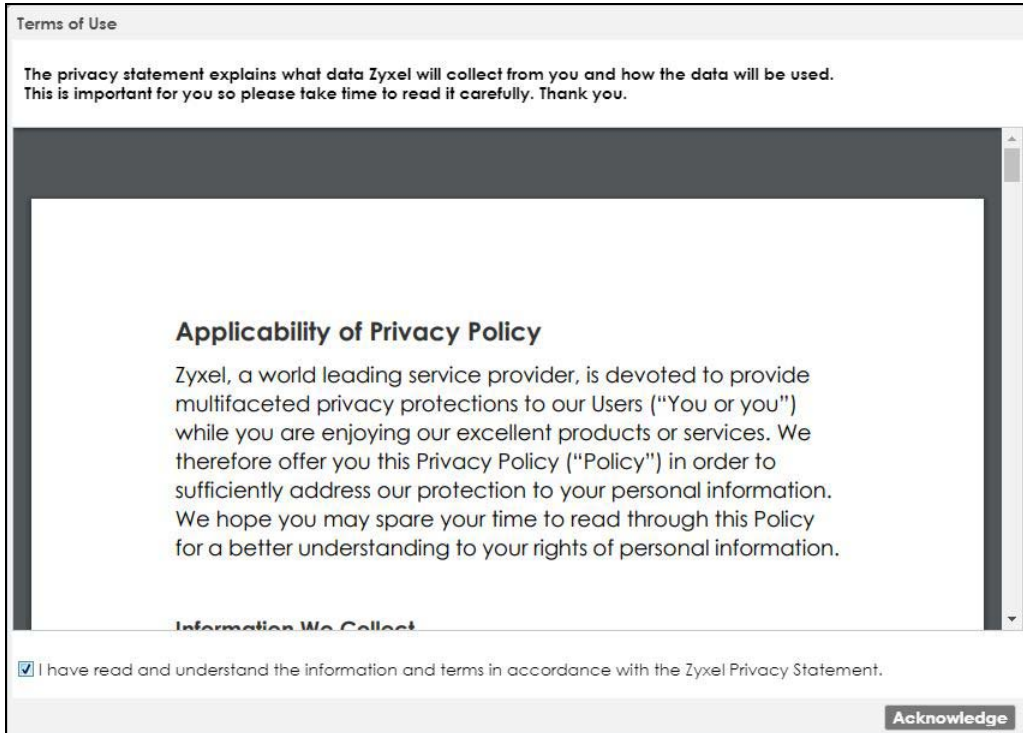 Terms of Use
The privacy statement explains what data Zyxel will collect from you and how the data will be used.
This is important for you so please take time to read it carefully. Thank you.
Applicability of Privacy Policy
Zyxel, a world leading service provider, is devoted to provide
multifaceted privacy protections to our Users (“You or you”)
while you are enjoying our excellent products or services. We
therefore offer you this Privacy Policy (“Policy”) in order to
sufficiently address our protection to your personal information.
We hope you may spare your time to read through this Policy
for a better understanding to your rights of personal information.
Information We Collect
I have read and understand the information and terms in accordance with the Zyxel Privacy Statement.
Acknowledge